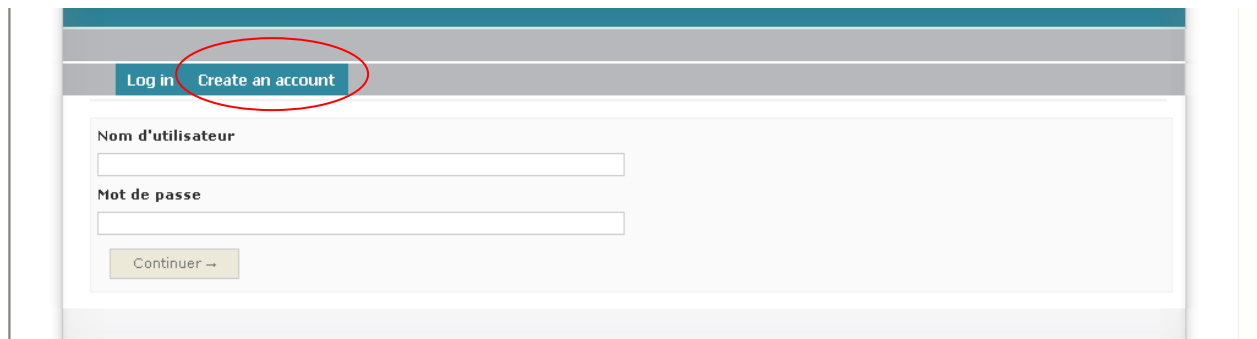 Log in Create an account
Nom d'utilisateur
Mot de passe
Continuer →